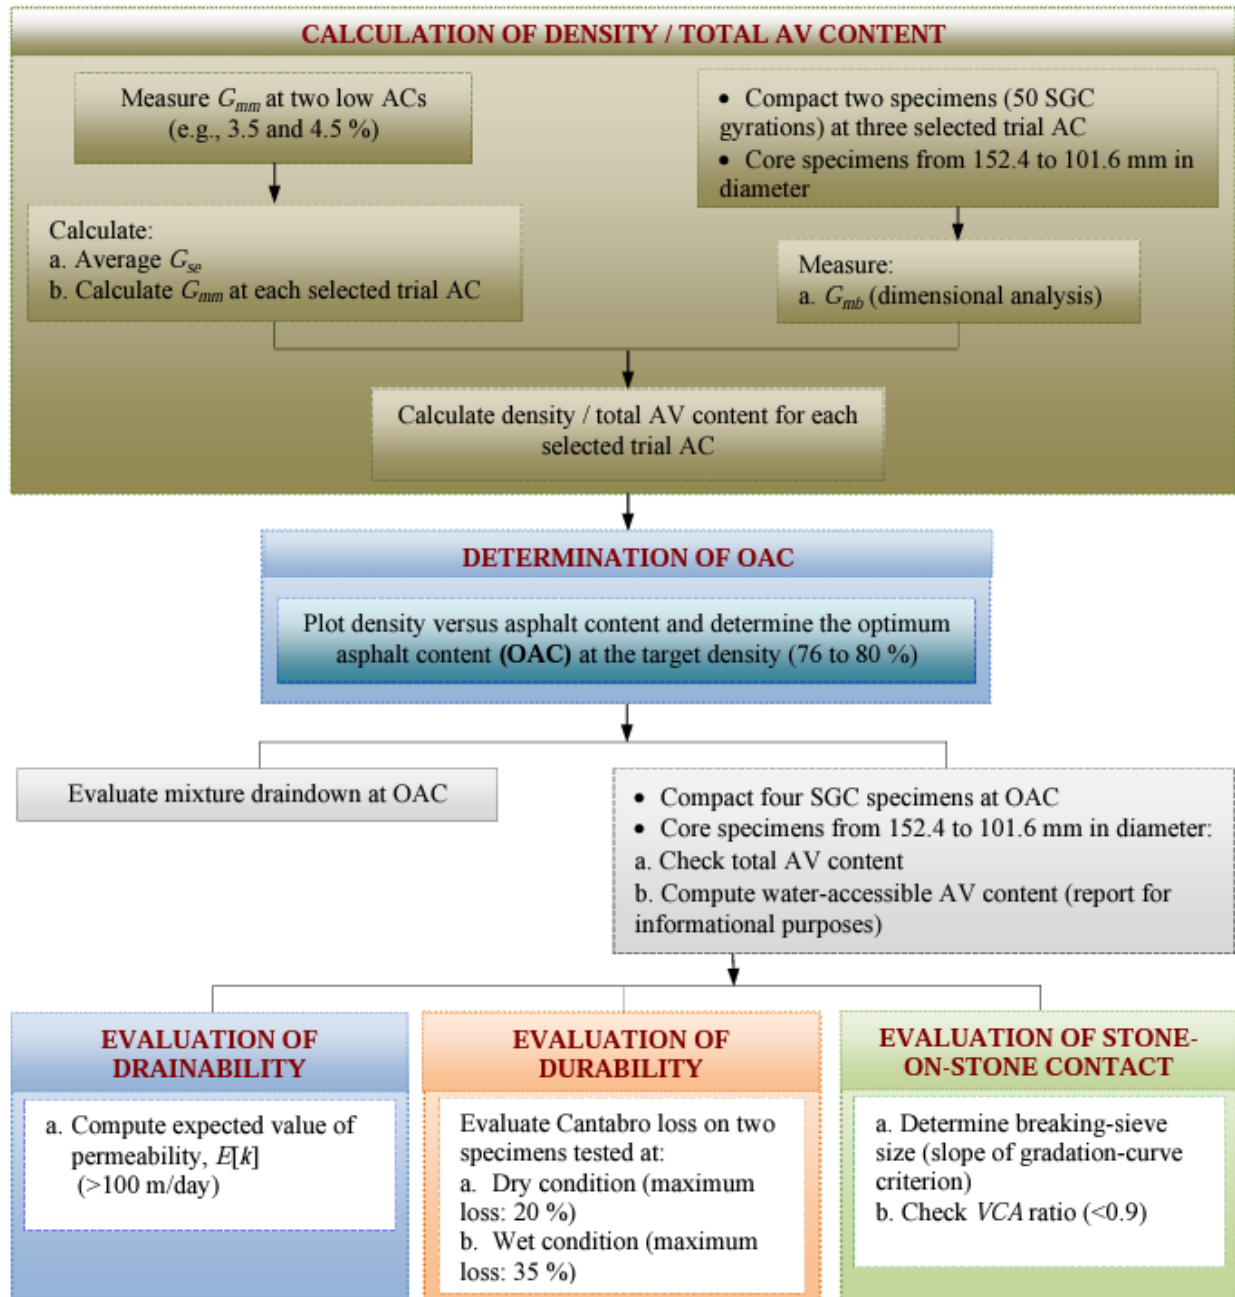 CALCULATION OF DENSITY / TOTAL AV CONTENT
Measure Gmm at two low ACs
(e.g., 3.5 and 4.5 %)
• Compact two specimens (50 SGC
gyrations) at three selected trial AC
• Core specimens from 152.4 to 101.6 mm in
diameter
Calculate:
a. Average Gse
b. Calculate Gmm at each selected trial AC
Measure:
a. Gmb (dimensional analysis)
Calculate density / total AV content for each
selected trial AC
DETERMINATION OF OAC
Plot density versus asphalt content and determine the optimum
asphalt content (OAC) at the target density (76 to 80 %)
Evaluate mixture draindown at OAC
• Compact four SGC specimens at OAC
• Core specimens from 152.4 to 101.6 mm in diameter:
a. Check total AV content
b. Compute water-accessible AV content (report for
informational purposes)
EVALUATION OF
DRAINABILITY
a. Compute expected value of
permeability, E[k]
(>100 m/day)
EVALUATION OF
DURABILITY
Evaluate Cantabro loss on two
specimens tested at:
a. Dry condition (maximum
loss: 20 %)
b. Wet condition (maximum
loss: 35 %)
EVALUATION OF STONE-
ON-STONE CONTACT
a. Determine breaking-sieve
size (slope of gradation-curve
criterion)
b. Check VCA ratio (<0.9)